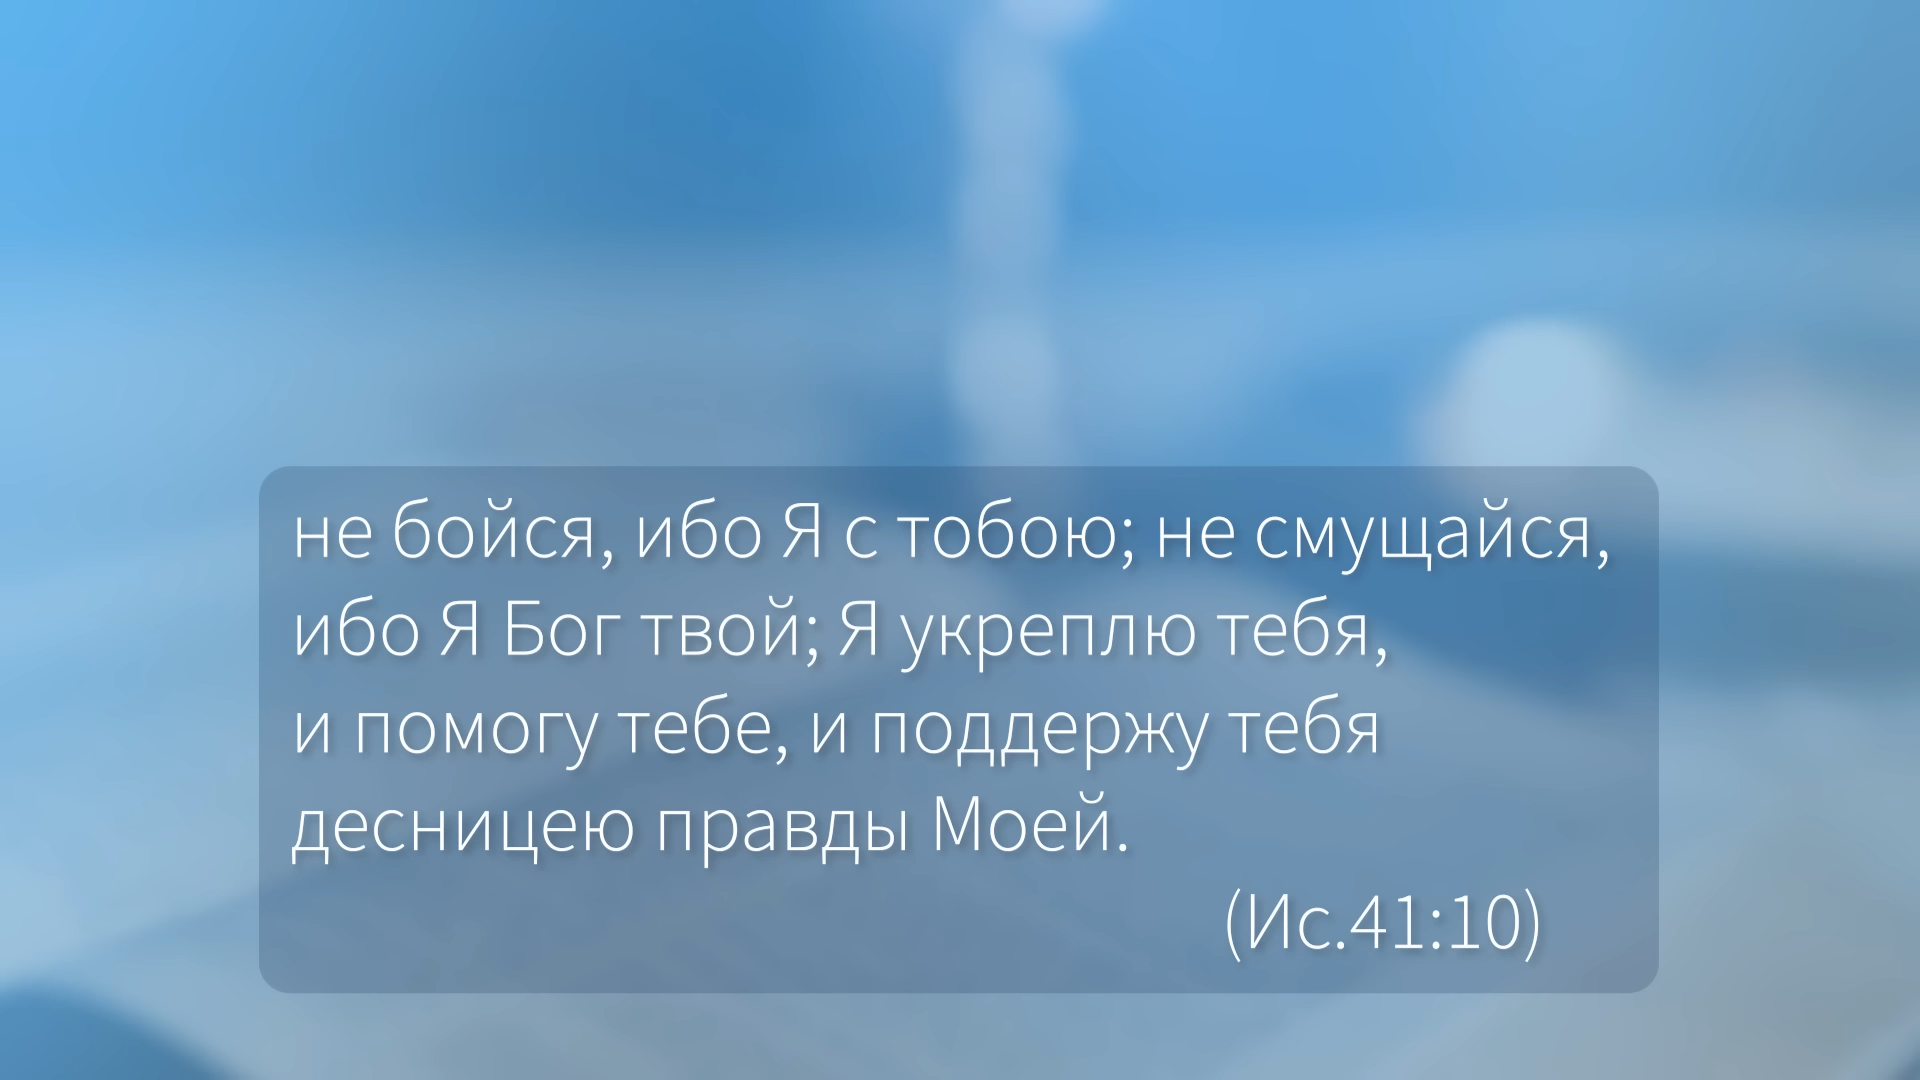 не бойся, ибо Я с тобою; не смущайся,
ибо Я Бог твой; Я укреплю тебя,
и помогу тебе, и поддержу тебя
десницею правды Моей.
(Ис.41:10)